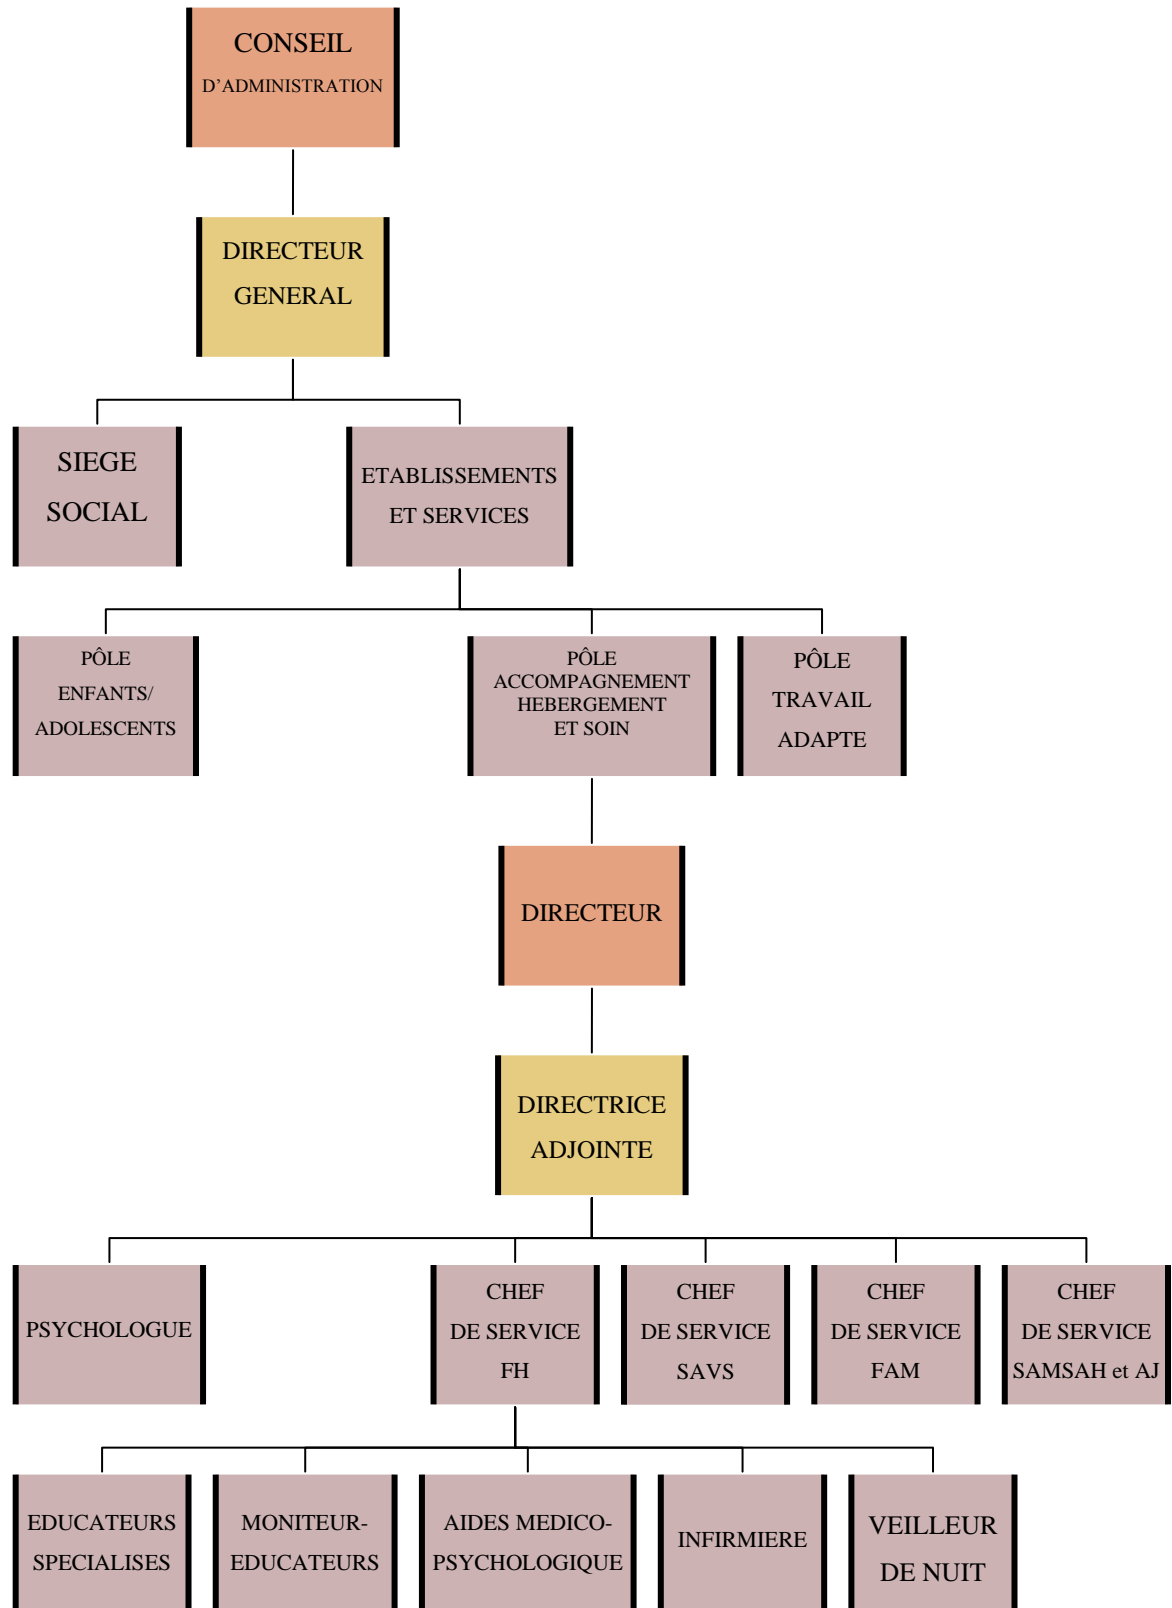 CONSEIL
D’ADMINISTRATION
DIRECTEUR
GENERAL
SIEGE
SOCIAL
ETABLISSEMENTS
ET SERVICES
PÔLE
ENFANTS/
ADOLESCENTS
PÔLE
ACCOMPAGNEMENT
HEBERGEMENT
ET SOIN
PÔLE
TRAVAIL
ADAPTE
DIRECTEUR
DIRECTRICE
ADJOINTE
PSYCHOLOGUE
CHEF
DE SERVICE
FH
CHEF
DE SERVICE
SAVS
CHEF
DE SERVICE
FAM
CHEF
DE SERVICE
SAMSAH et AJ
EDUCATEURS
SPECIALISES
MONITEUR-
EDUCATEURS
AIDES MEDICO-
PSYCHOLOGIQUE
INFIRMIERE
VEILLEUR
DE NUIT